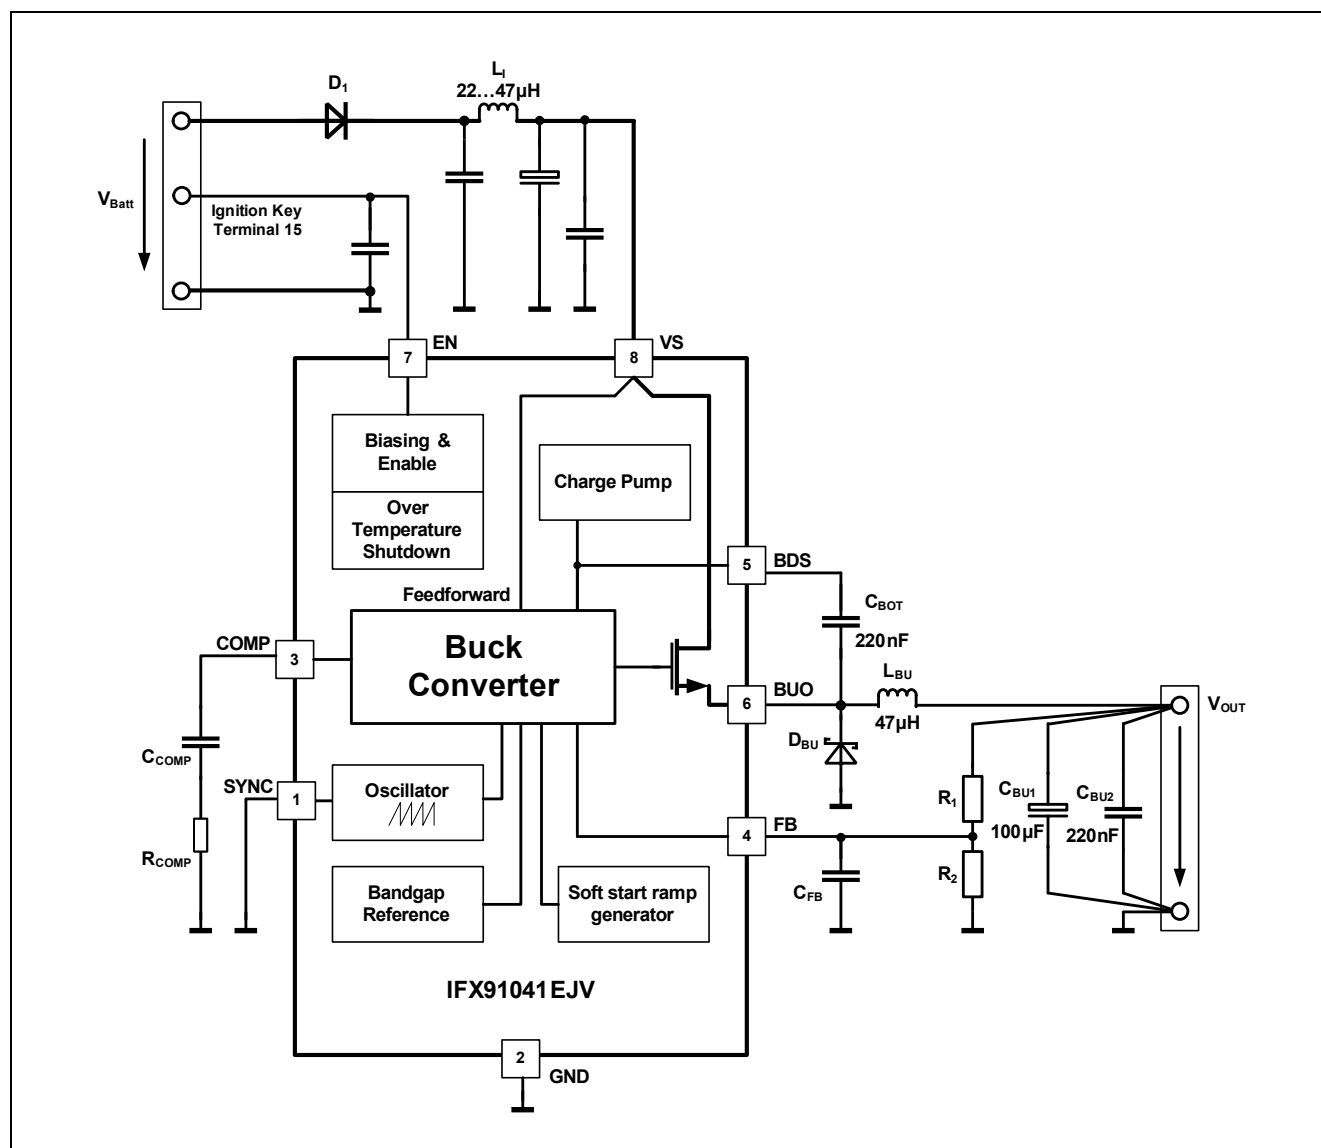 D1
LI
22...47µH
VBatt
Ignition Key
Terminal 15
EN
VS
7
8
Biasing &
Enable
Over
Temperature
Shutdown
Charge Pump
5
BDS
Feedforward
CBOT
220nF
COMP
3
Buck
Converter
LBU
47µH
6
BUO
VOUT
DBU
CCOMP
SYNC
1
Oscillator
R1
CBU1
100µF
CBU2
220nF
4
FB
RCOMP
Bandgap
Reference
Soft start ramp
generator
CFB
R2
IFX91041EJV
2
GND